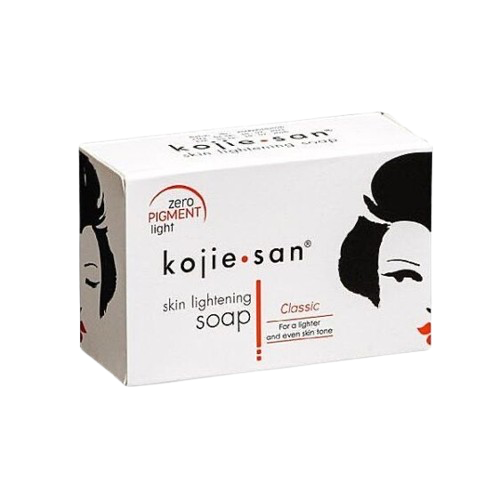 kojie•san®
skin lightening soap
zero
PIGMENT
light
kojie•san®
skin lightening
soap
Classic
For a lighter
and even skin tone